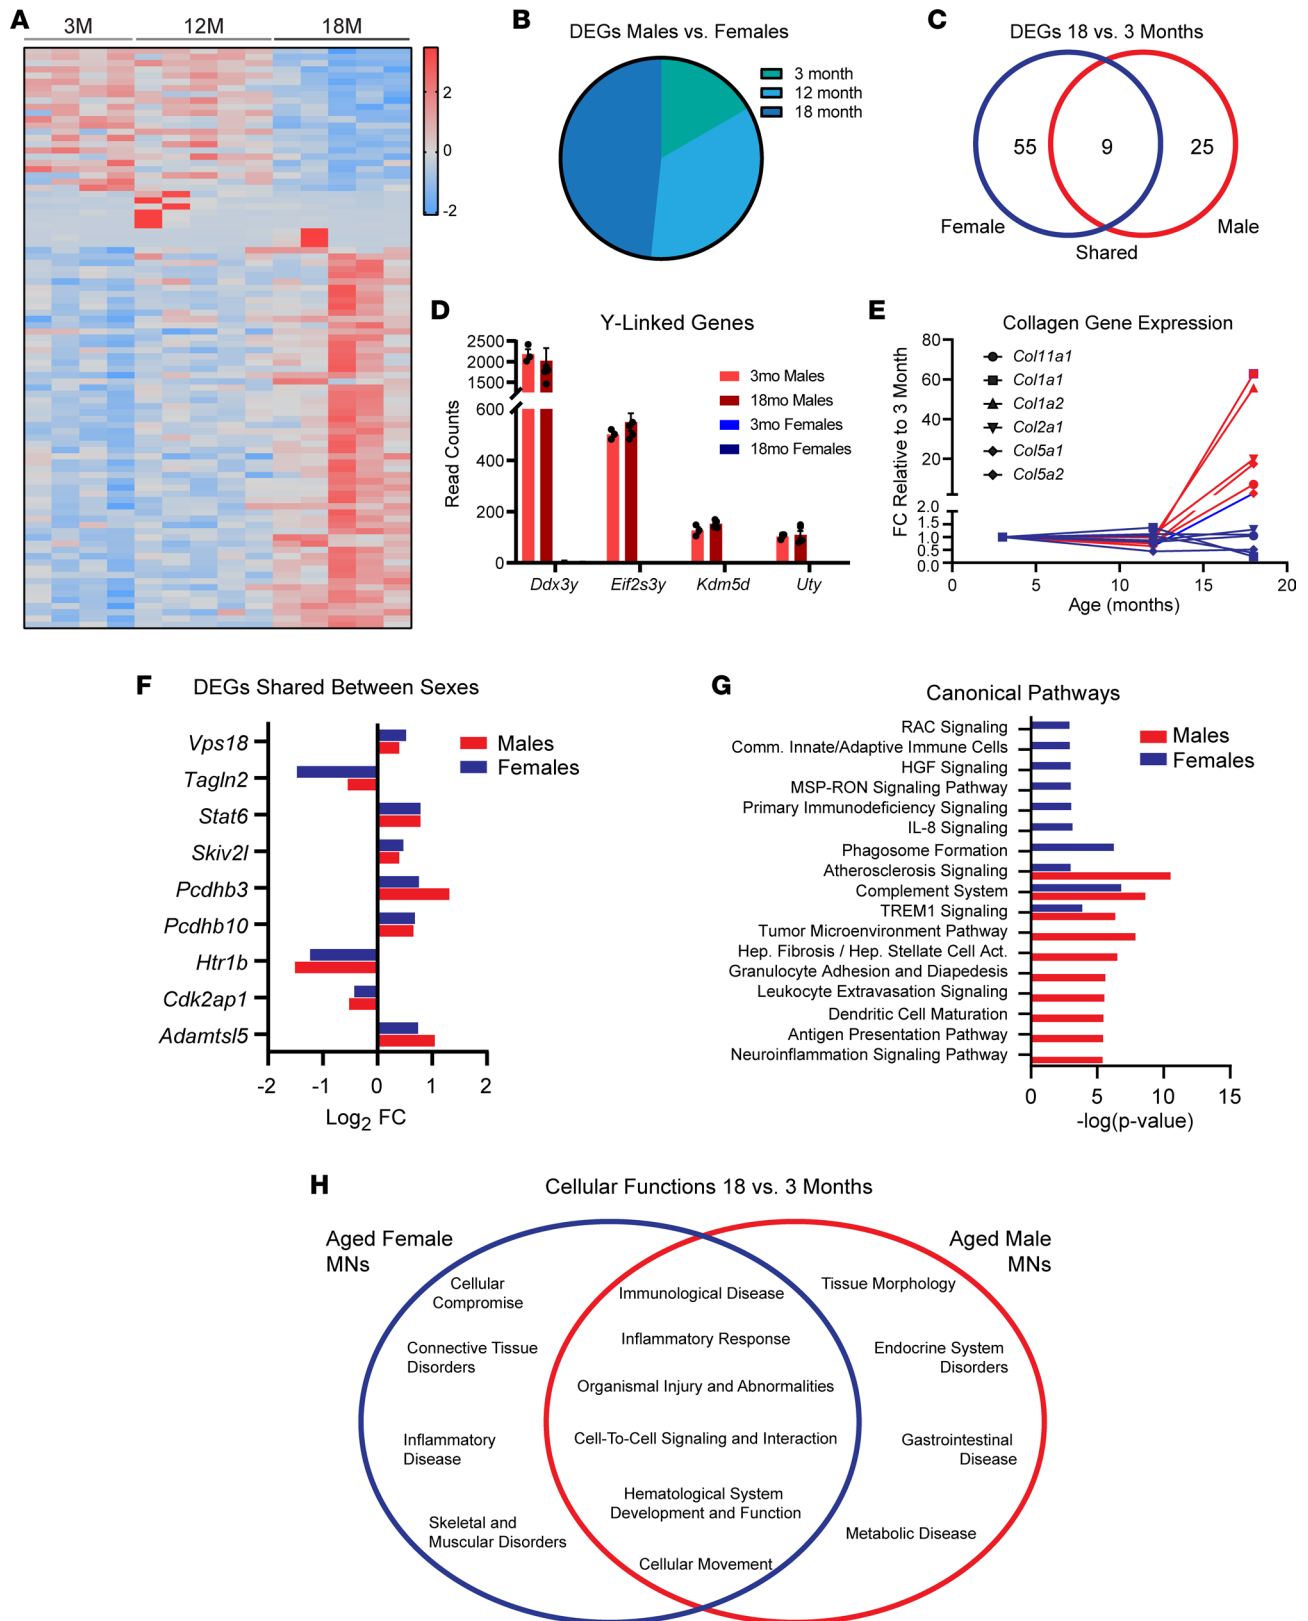 A
3M
12M
18M
2
0
-2
B
DEGs Males vs. Females
3 month
12 month
18 month
C
DEGs 18 vs. 3 Months
55
9
25
Female
Male
Shared
D
Y-Linked Genes
Read Counts
2500
2000
1500
600
400
200
0
3mo Males
18mo Males
3mo Females
18mo Females
Ddx3y
Eif2s3y
Kdm5d
Uty
E
Collagen Gene Expression
FC Relative to 3 Month
80
60
40
20
2.0
1.5
1.0
0.5
0.0
Col11a1
Col1a1
Col1a2
Col2a1
Col5a1
Col5a2
0
5
10
15
20
Age (months)
F
DEGs Shared Between Sexes
Males
Females
Vps18
Tagln2
Stat6
Skiv2l
Pcdhb3
Pcdhb10
Htr1b
Cdk2ap1
Adamtsl5
-2
-1
0
1
2
Log2 FC
G
Canonical Pathways
Males
Females
RAC Signaling
Comm. Innate/Adaptive Immune Cells
HGF Signaling
MSP-RON Signaling Pathway
Primary Immunodeficiency Signaling
IL-8 Signaling
Phagosome Formation
Atherosclerosis Signaling
Complement System
TREM1 Signaling
Tumor Microenvironment Pathway
Hep. Fibrosis / Hep. Stellate Cell Act.
Granulocyte Adhesion and Diapedesis
Leukocyte Extravasation Signaling
Dendritic Cell Maturation
Antigen Presentation Pathway
Neuroinflammation Signaling Pathway
0
5
10
15
-log(p-value)
H
Cellular Functions 18 vs. 3 Months
Aged Female
MNs
Aged Male
MNs
Cellular
Compromise
Connective Tissue
Disorders
Inflammatory
Disease
Skeletal and
Muscular Disorders
Immunological Disease
Inflammatory Response
Organismal Injury and Abnormalities
Cell-To-Cell Signaling and Interaction
Hematological System
Development and Function
Cellular Movement
Tissue Morphology
Endocrine System
Disorders
Gastrointestinal
Disease
Metabolic Disease